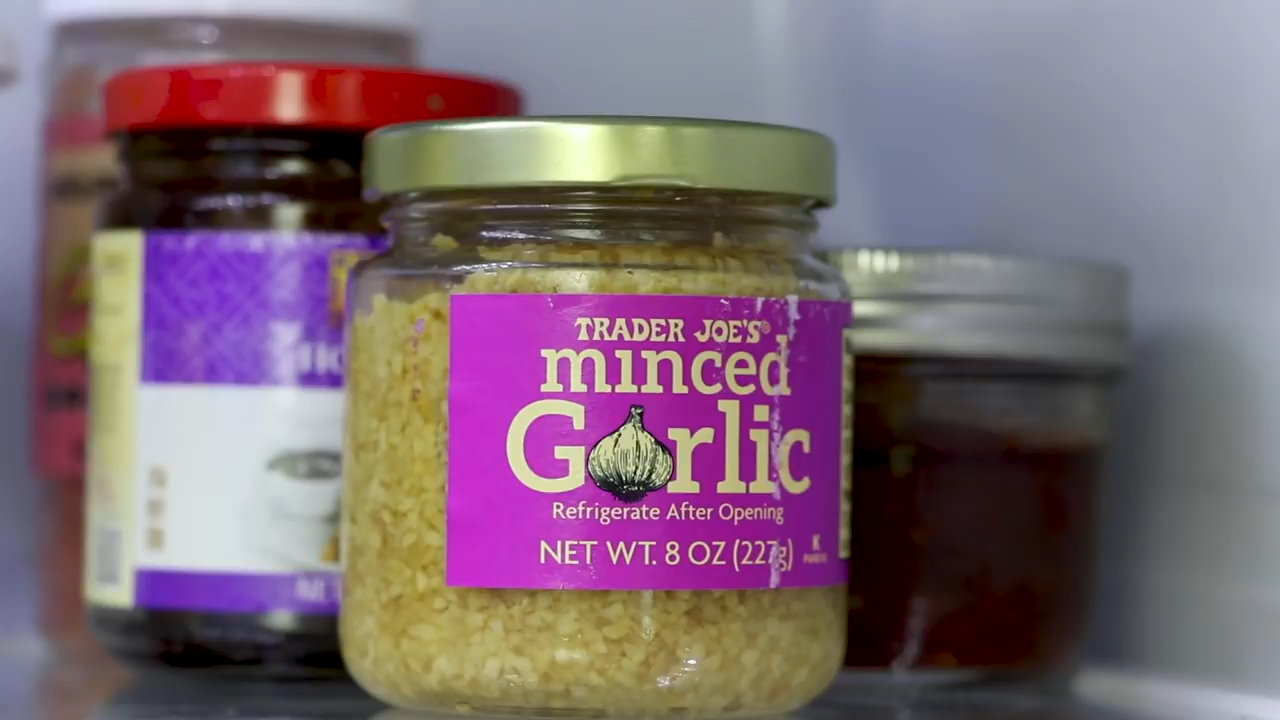 TRADER JOE'S®
minced
Garlic
Refrigerate After Opening
NET WT. 8 OZ (227g)
K